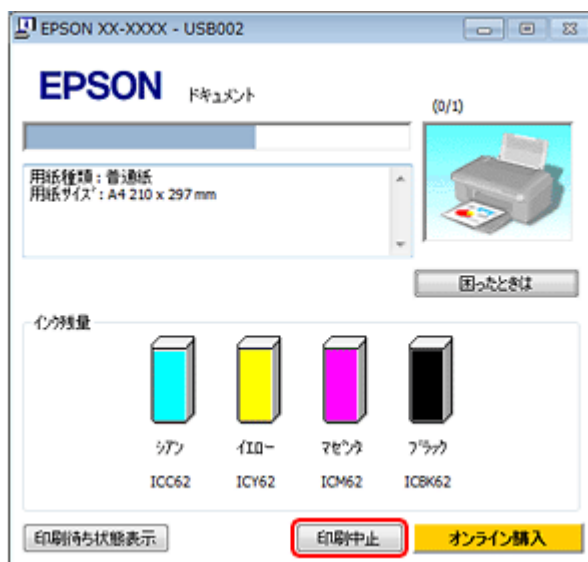 EPSON XX-XXXX - USB002
EPSON ドキュメント
(0/1)
用紙種類 : 普通紙
用紙サイズ : A4 210 x 297 mm
困ったときは
インク残量
シアン イエロー マゼンタ ブラック
ICC62 ICY62 ICM62 ICBK62
印刷待ち状態表示 印刷中止 オンライン購入